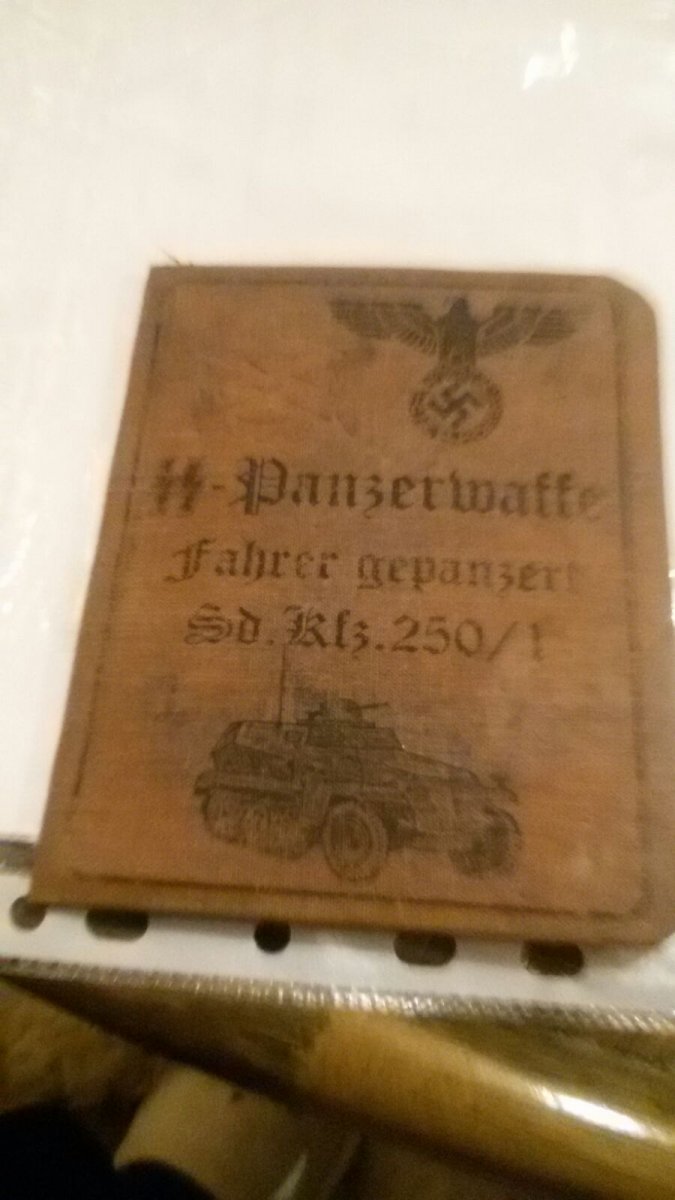 ᛋᛋ-Panzerwaffe
Fahrer gepanzert
Sd.Kfz.250/1